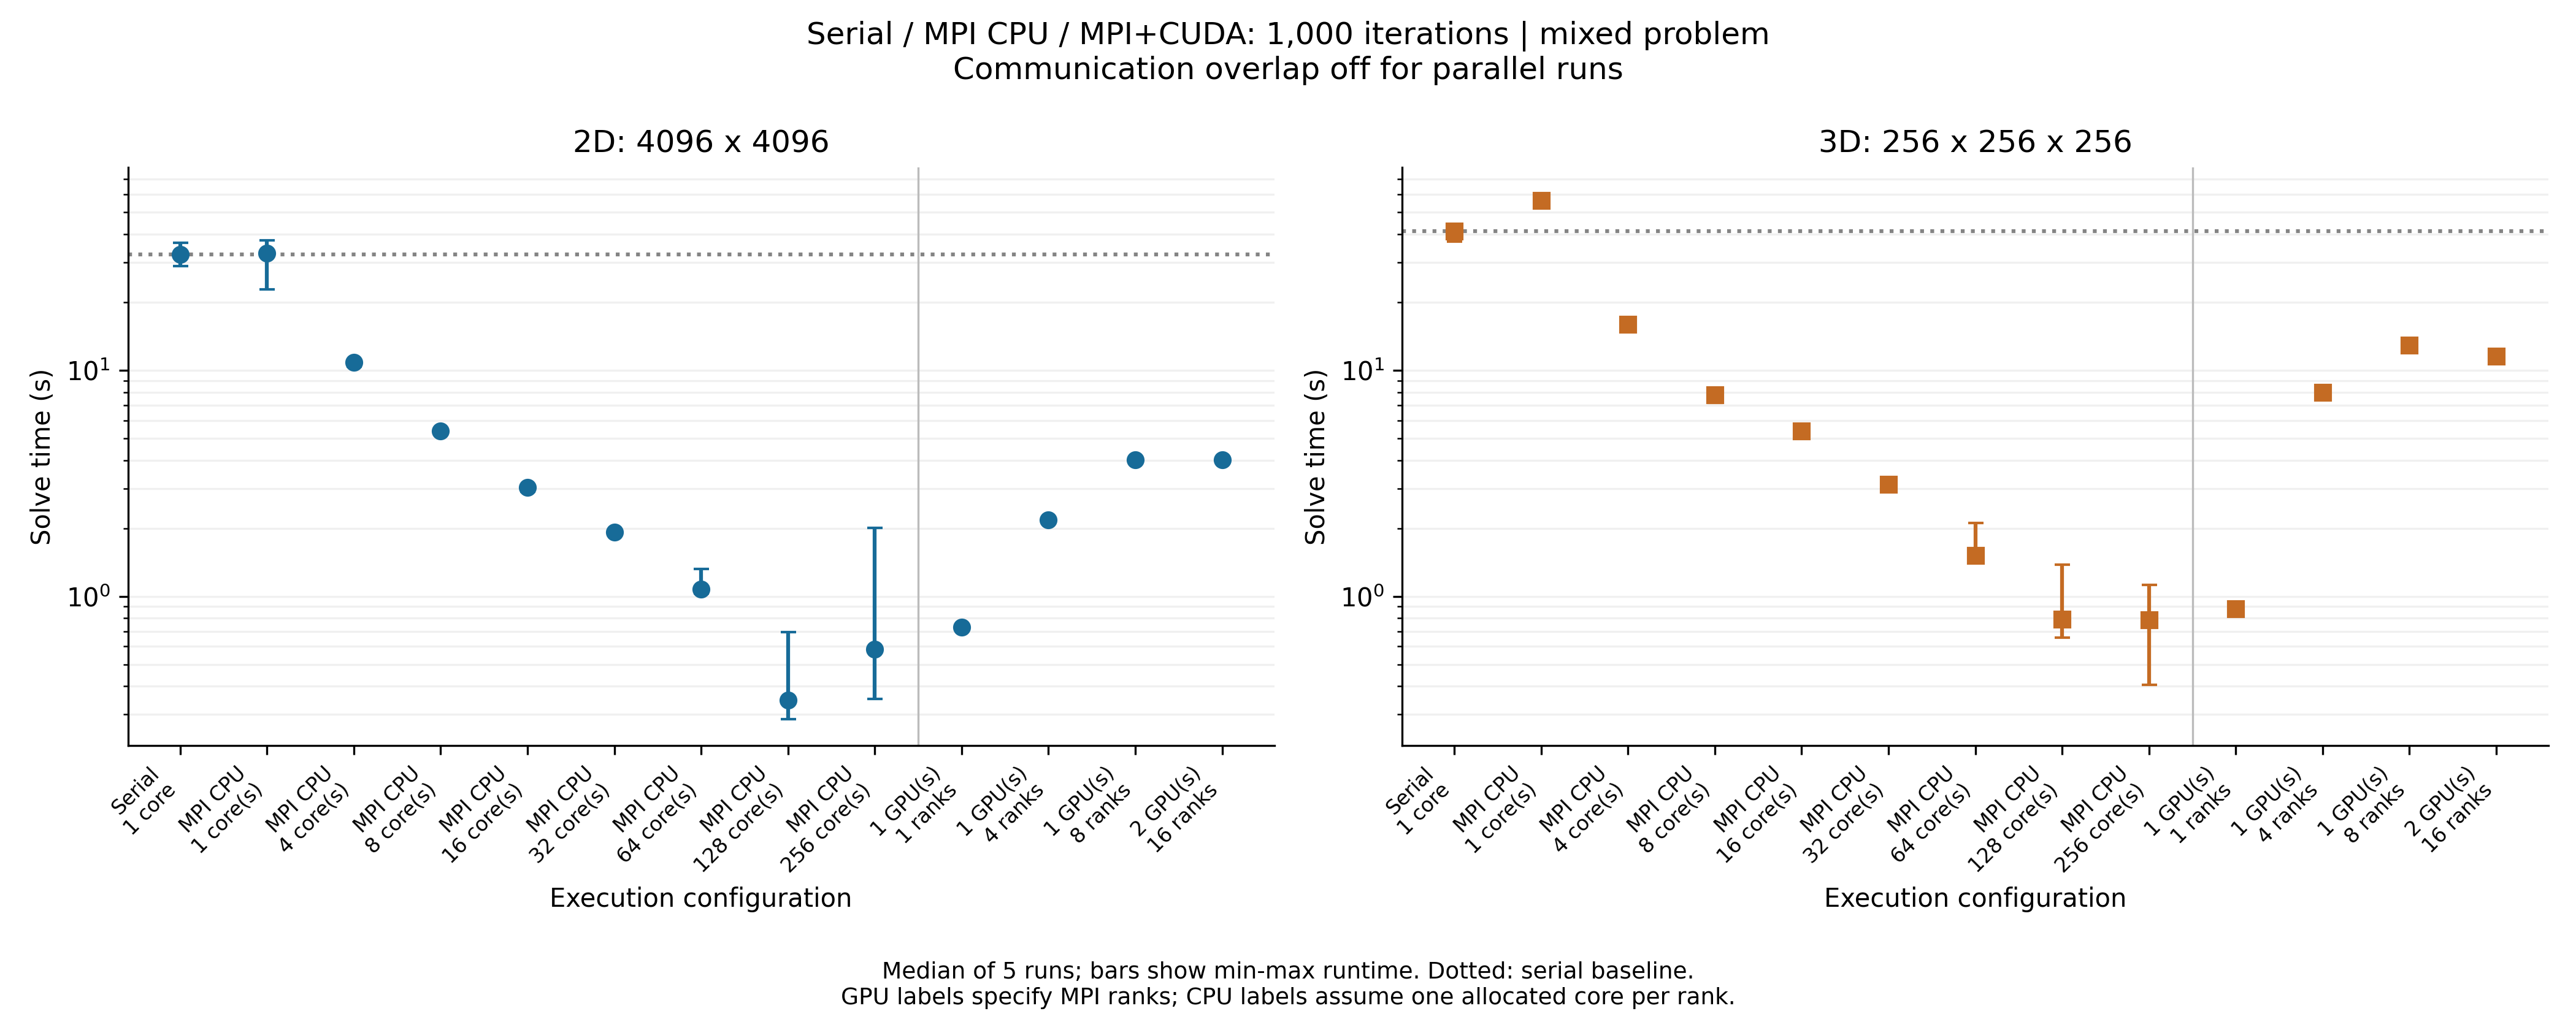 Serial / MPI CPU / MPI+CUDA: 1,000 iterations | mixed problem
Communication overlap off for parallel runs
2D: 4096 x 4096
Solve time (s)
10¹
10⁰
Serial
1 core
MPI CPU
1 core(s)
MPI CPU
4 core(s)
MPI CPU
8 core(s)
MPI CPU
16 core(s)
MPI CPU
32 core(s)
MPI CPU
64 core(s)
MPI CPU
128 core(s)
MPI CPU
256 core(s)
1 GPU(s)
1 ranks
1 GPU(s)
4 ranks
1 GPU(s)
8 ranks
2 GPU(s)
16 ranks
Execution configuration
3D: 256 x 256 x 256
Solve time (s)
10¹
10⁰
Serial
1 core
MPI CPU
1 core(s)
MPI CPU
4 core(s)
MPI CPU
8 core(s)
MPI CPU
16 core(s)
MPI CPU
32 core(s)
MPI CPU
64 core(s)
MPI CPU
128 core(s)
MPI CPU
256 core(s)
1 GPU(s)
1 ranks
1 GPU(s)
4 ranks
1 GPU(s)
8 ranks
2 GPU(s)
16 ranks
Execution configuration
Median of 5 runs; bars show min-max runtime. Dotted: serial baseline.
GPU labels specify MPI ranks; CPU labels assume one allocated core per rank.